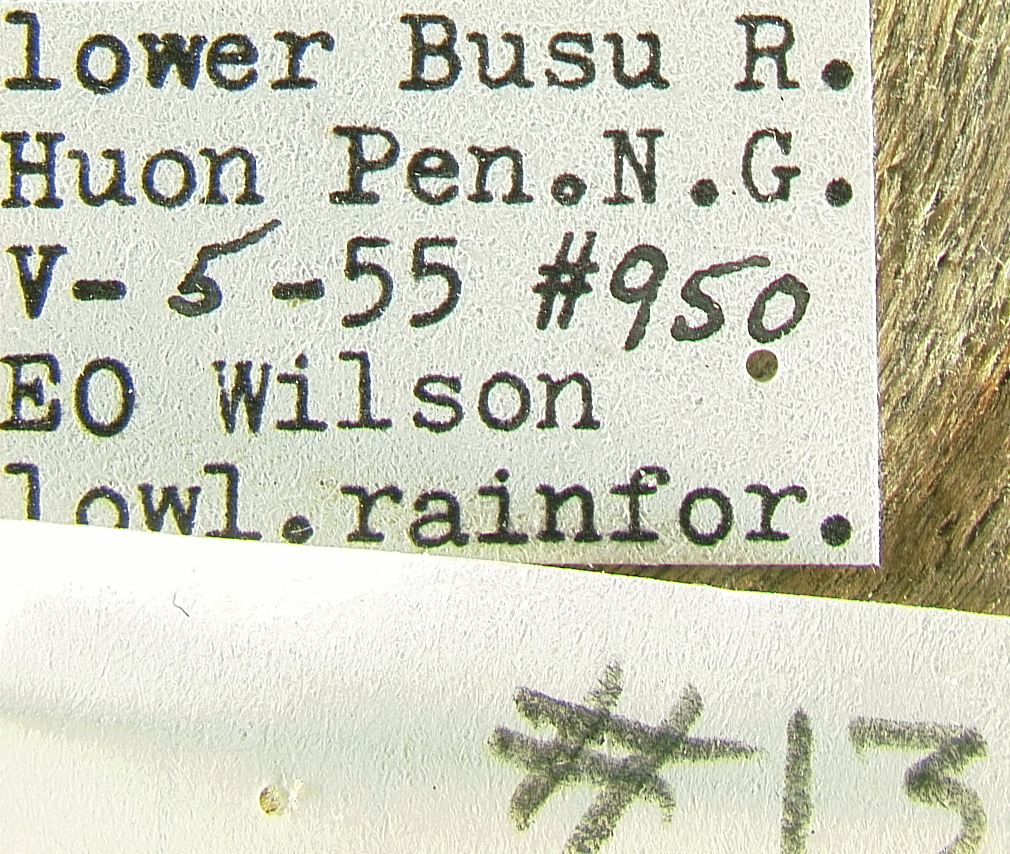 lower Busu R.
Huon Pen.N.G.
V-5-55 #950
EO Wilson
lowl.rainfor.
#13